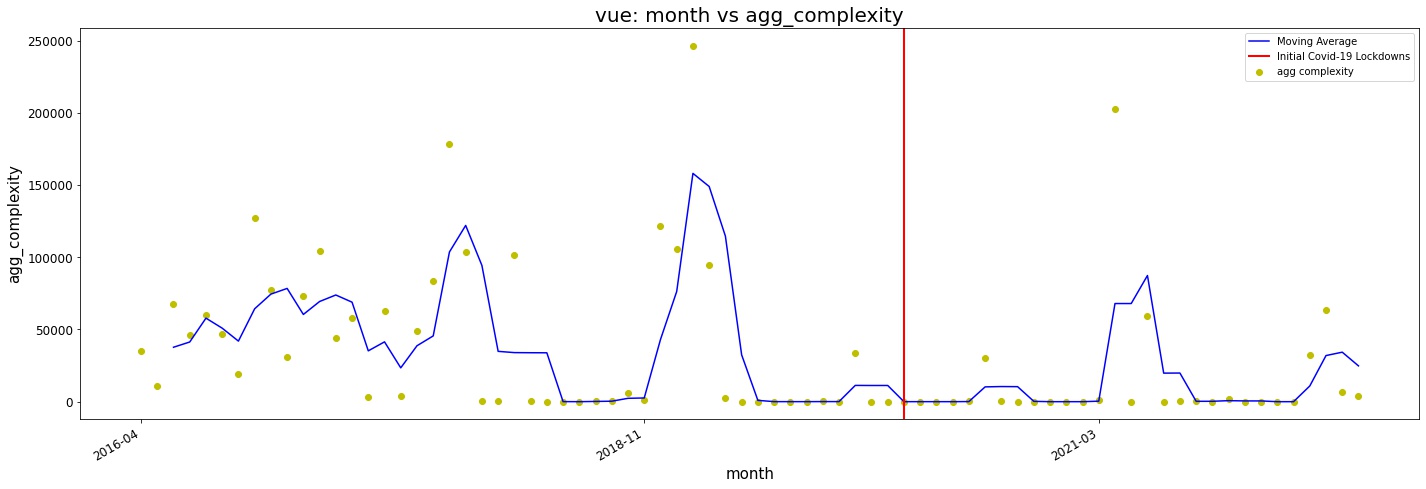 vue: month vs agg_complexity
250000
200000
150000
100000
50000
0
agg_complexity
Moving Average
Initial Covid-19 Lockdowns
agg complexity
2016-04
2018-11
2021-03
month